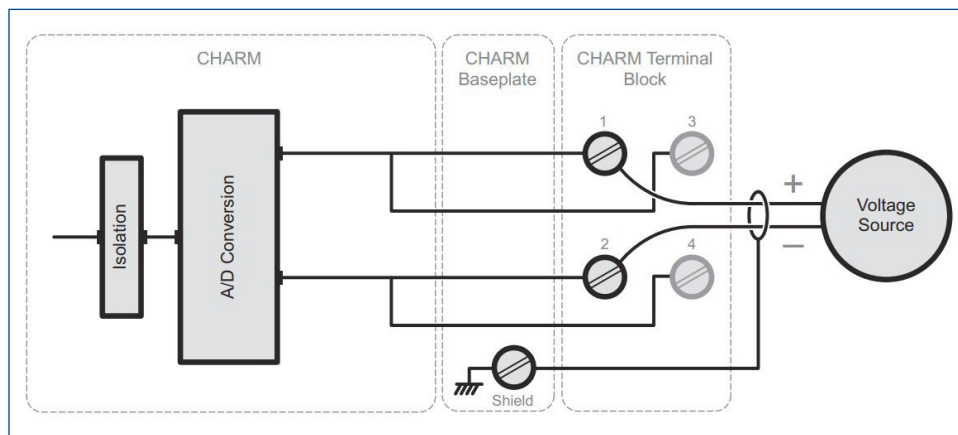 CHARM
CHARM
Baseplate
CHARM Terminal
Block
Isolation
A/D Conversion
1
3
2
4
+
−
Voltage
Source
Shield